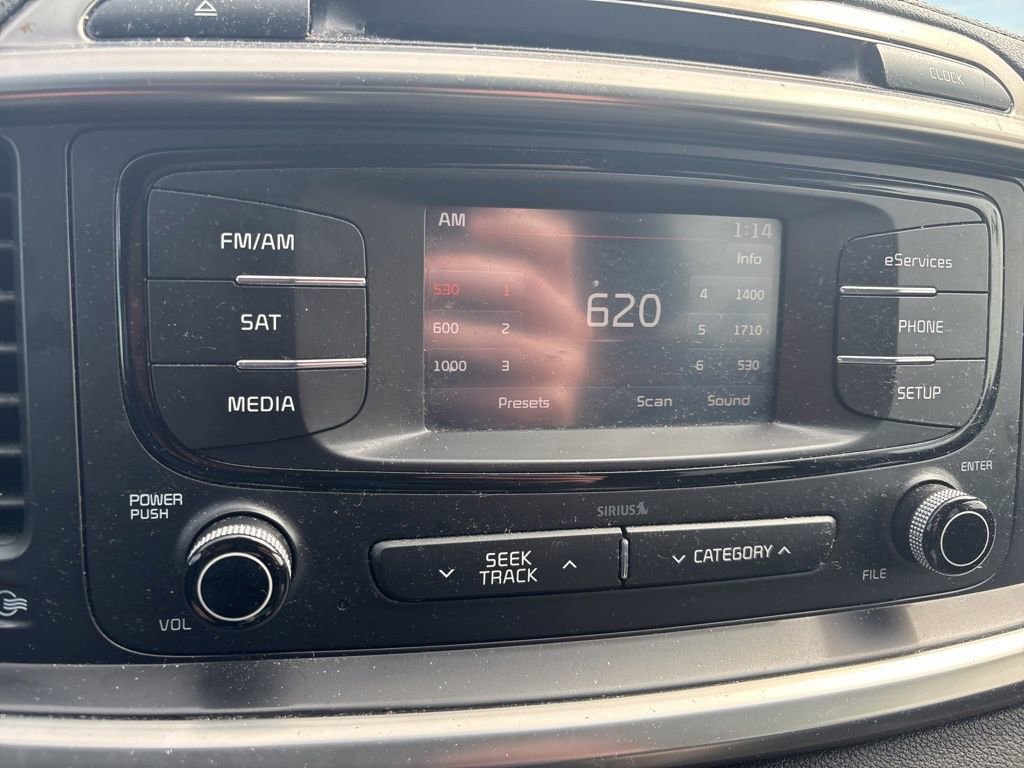 CLOCK
FM/AM
SAT
MEDIA
AM
1:14
Info
530 1
600 2
1000 3
620
4 1400
5 1710
6 530
Presets
Scan
Sound
eServices
PHONE
SETUP
POWER
PUSH
VOL
SIRIUS
SEEK
TRACK
CATEGORY
ENTER
FILE